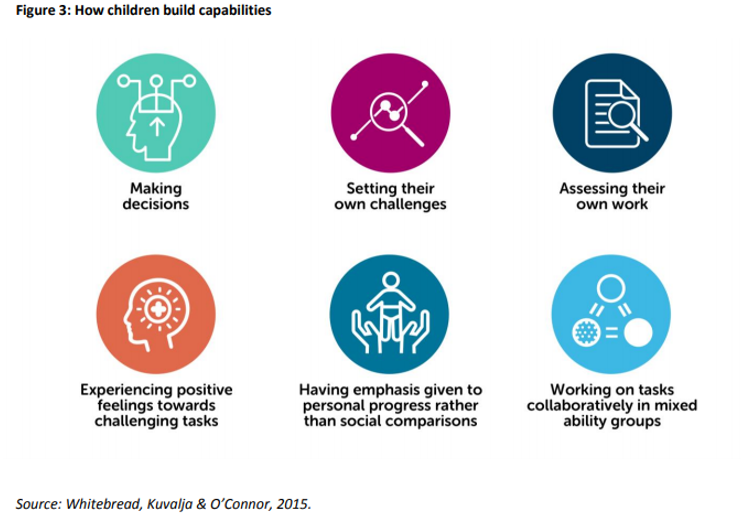 Figure 3: How children build capabilities
Making
decisions
Setting their
own challenges
Assessing their
own work
Experiencing positive
feelings towards
challenging tasks
Having emphasis given to
personal progress rather
than social comparisons
Working on tasks
collaboratively in mixed
ability groups
Source: Whitebread, Kuvalja & O’Connor, 2015.